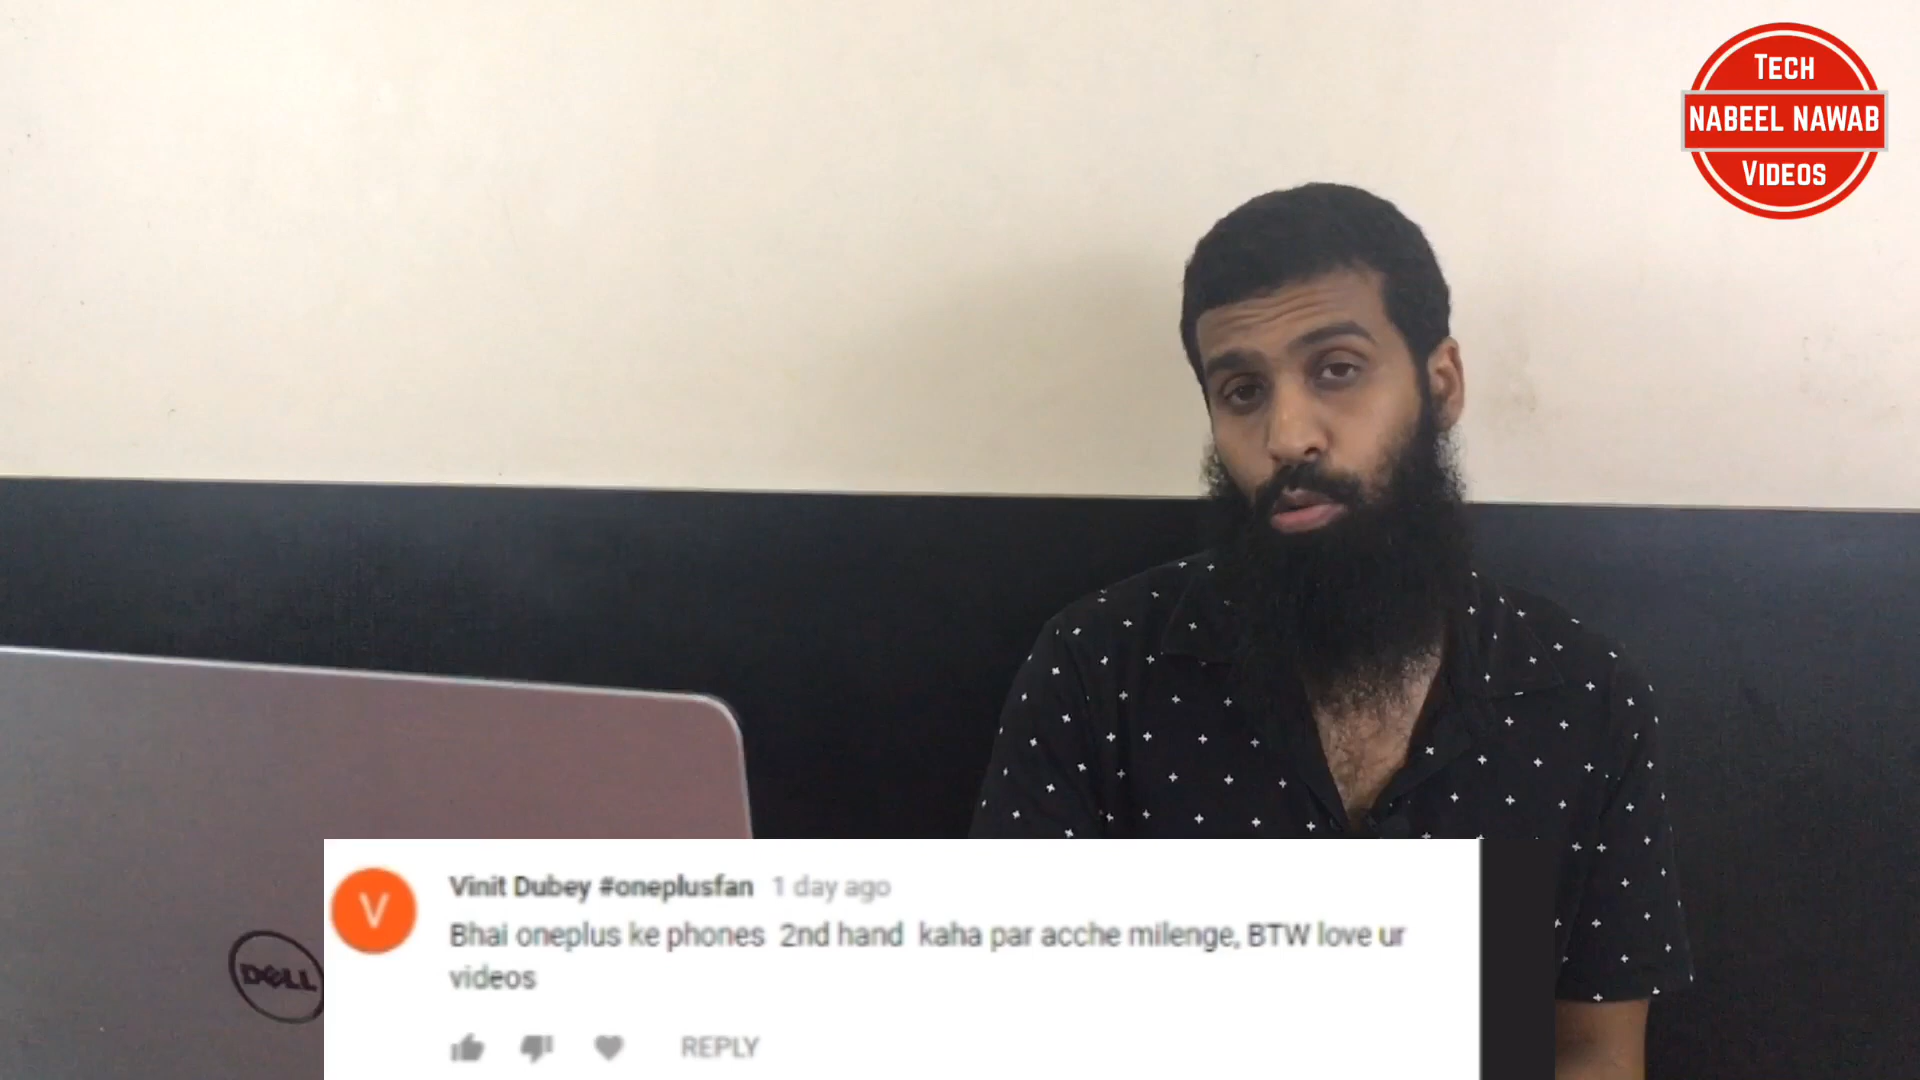 TECH
NABEEL NAWAB
VIDEOS
Vinit Dubey #oneplusfan 1 day ago
V
Bhai oneplus ke phones 2nd hand kaha par acche milenge, BTW love ur
videos
REPLY
DELL